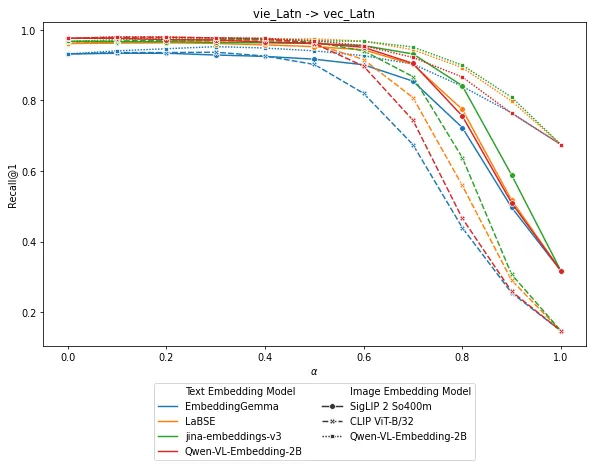 vie_Latn -> vec_Latn
Recall@1
1.0
0.8
0.6
0.4
0.2
0.0 0.2 0.4 0.6 0.8 1.0
α
Text Embedding Model
EmbeddingGemma
LaBSE
jina-embeddings-v3
Qwen-VL-Embedding-2B
Image Embedding Model
SigLIP 2 So400m
CLIP ViT-B/32
Qwen-VL-Embedding-2B